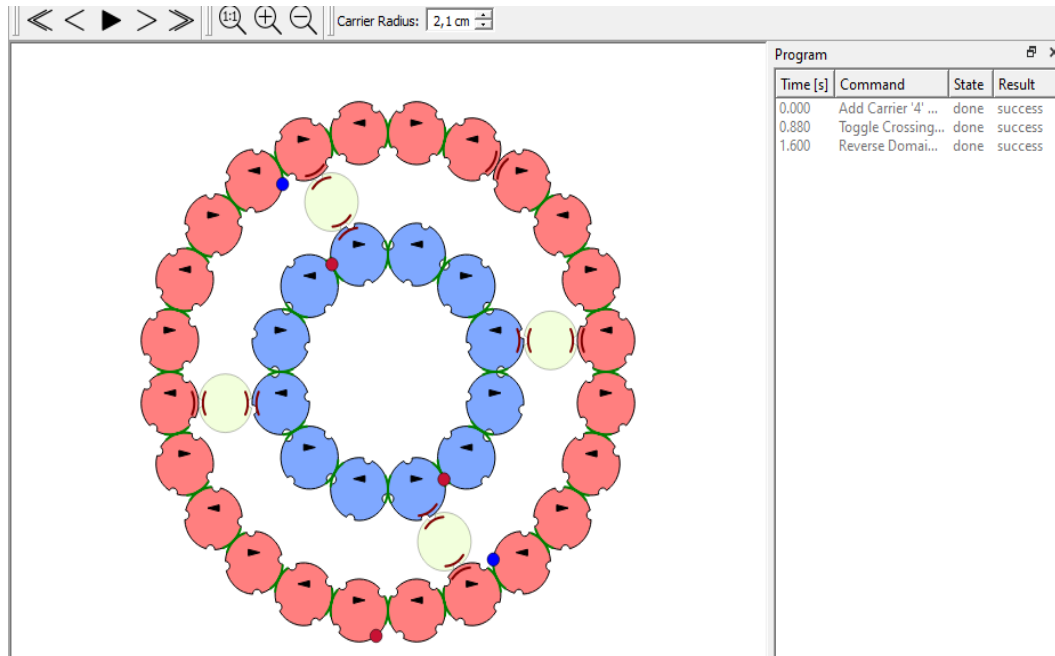 1:1 Carrier Radius: 2,1 cm
Program
Time [s] Command State Result
0.000 Add Carrier '4' ... done success
0.880 Toggle Crossing... done success
1.600 Reverse Domai... done success